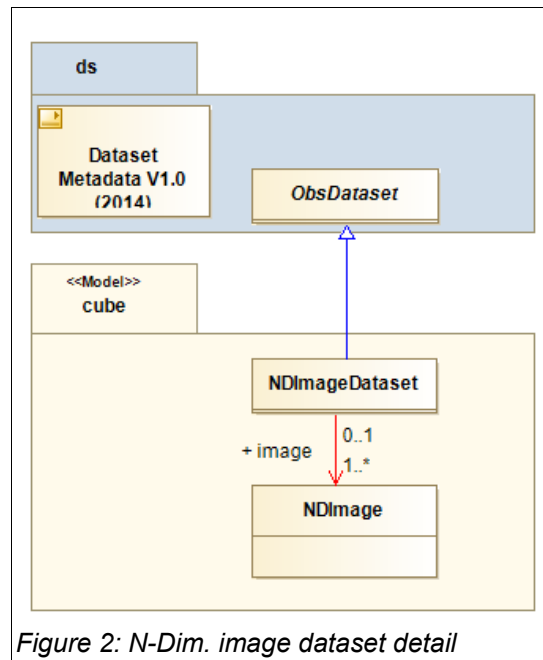 ds
Dataset
Metadata V1.0
(2014)
ObsDataset
<<Model>>
cube
NDImageDataset
+ image
0..1
1..*
NDImage
Figure 2: N-Dim. image dataset detail